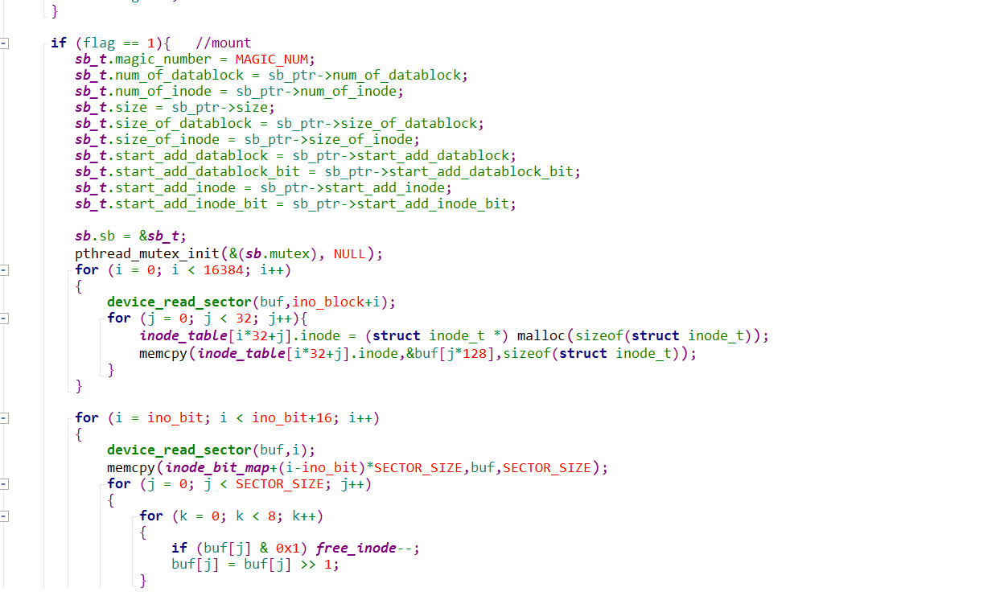 }
if (flag == 1){ //mount
sb_t.magic_number = MAGIC_NUM;
sb_t.num_of_datablock = sb_ptr->num_of_datablock;
sb_t.num_of_inode = sb_ptr->num_of_inode;
sb_t.size = sb_ptr->size;
sb_t.size_of_datablock = sb_ptr->size_of_datablock;
sb_t.size_of_inode = sb_ptr->size_of_inode;
sb_t.start_add_datablock = sb_ptr->start_add_datablock;
sb_t.start_add_datablock_bit = sb_ptr->start_add_datablock_bit;
sb_t.start_add_inode = sb_ptr->start_add_inode;
sb_t.start_add_inode_bit = sb_ptr->start_add_inode_bit;
sb.sb = &sb_t;
pthread_mutex_init(&(sb.mutex), NULL);
for (i = 0; i < 16384; i++)
{
device_read_sector(buf,ino_block+i);
for (j = 0; j < 32; j++){
inode_table[i*32+j].inode = (struct inode_t *) malloc(sizeof(struct inode_t));
memcpy(inode_table[i*32+j].inode,&buf[j*128],sizeof(struct inode_t));
}
}
for (i = ino_bit; i < ino_bit+16; i++)
{
device_read_sector(buf,i);
memcpy(inode_bit_map+(i-ino_bit)*SECTOR_SIZE,buf,SECTOR_SIZE);
for (j = 0; j < SECTOR_SIZE; j++)
{
for (k = 0; k < 8; k++)
{
if (buf[j] & 0x1) free_inode--;
buf[j] = buf[j] >> 1;
}